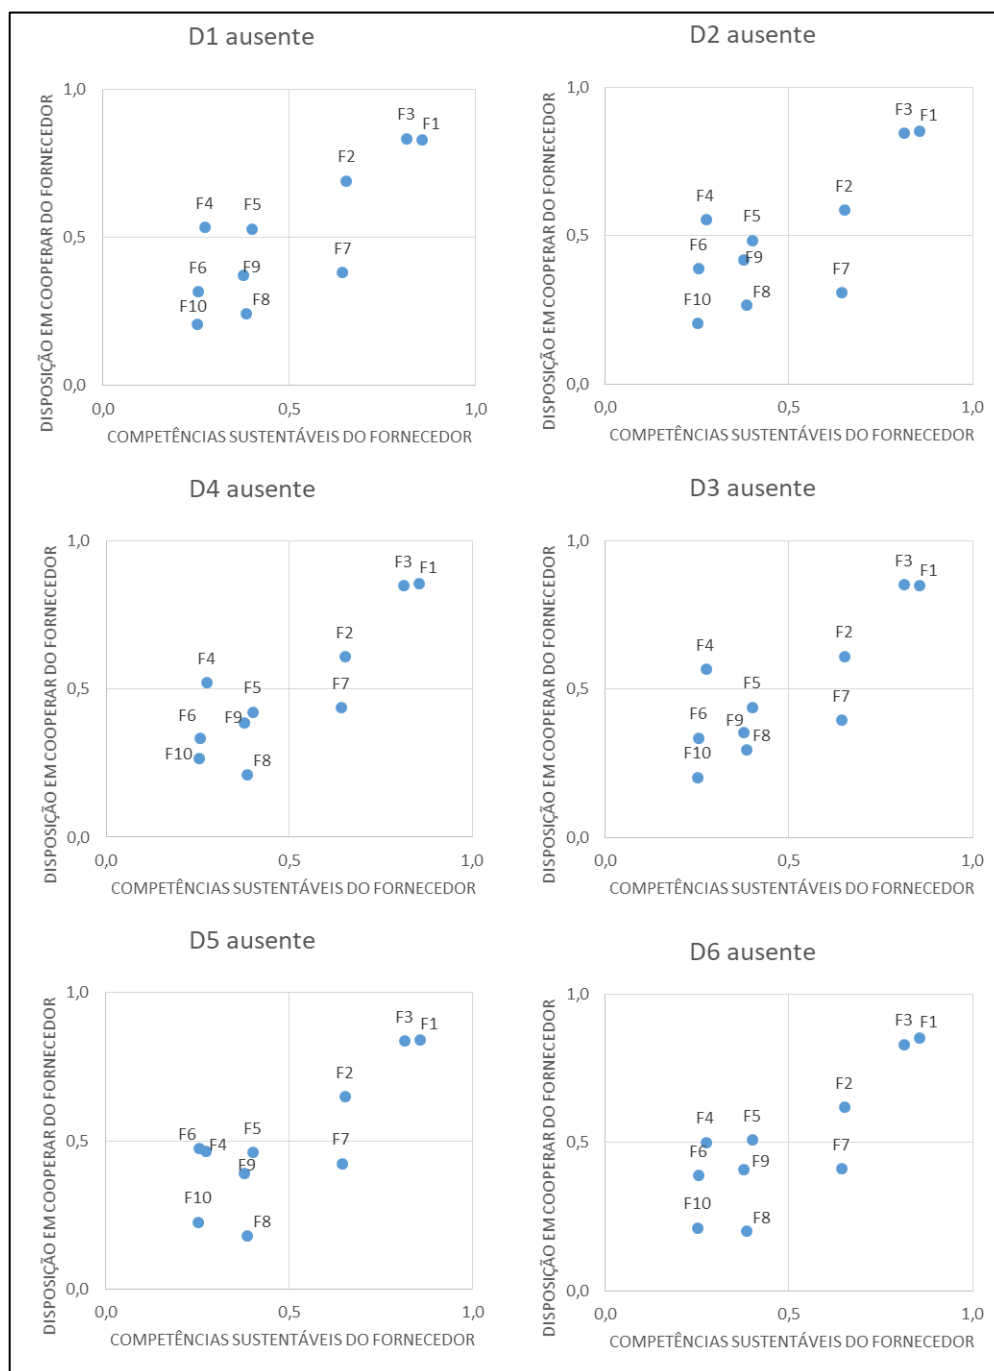 D1 ausente
DISPOSIÇÃO EM COOPERAR DO FORNECEDOR
1,0
0,5
0,0
F3
F1
F2
F4
F5
F7
F6
F9
F10
F8
0,0
0,5
1,0
COMPETÊNCIAS SUSTENTÁVEIS DO FORNECEDOR
D2 ausente
DISPOSIÇÃO EM COOPERAR DO FORNECEDOR
1,0
0,5
0,0
F3
F1
F2
F4
F5
F6
F9
F7
F10
F8
0,0
0,5
1,0
COMPETÊNCIAS SUSTENTÁVEIS DO FORNECEDOR
D4 ausente
DISPOSIÇÃO EM COOPERAR DO FORNECEDOR
1,0
0,5
0,0
F3
F1
F2
F4
F5
F7
F6
F9
F10
F8
0,0
0,5
1,0
COMPETÊNCIAS SUSTENTÁVEIS DO FORNECEDOR
D3 ausente
DISPOSIÇÃO EM COOPERAR DO FORNECEDOR
1,0
0,5
0,0
F3
F1
F2
F4
F5
F7
F6
F9
F8
F10
0,0
0,5
1,0
COMPETÊNCIAS SUSTENTÁVEIS DO FORNECEDOR
D5 ausente
DISPOSIÇÃO EM COOPERAR DO FORNECEDOR
1,0
0,5
0,0
F3
F1
F2
F6
F4
F5
F7
F9
F10
F8
0,0
0,5
1,0
COMPETÊNCIAS SUSTENTÁVEIS DO FORNECEDOR
D6 ausente
DISPOSIÇÃO EM COOPERAR DO FORNECEDOR
1,0
0,5
0,0
F3
F1
F2
F4
F5
F7
F6
F9
F10
F8
0,0
0,5
1,0
COMPETÊNCIAS SUSTENTÁVEIS DO FORNECEDOR